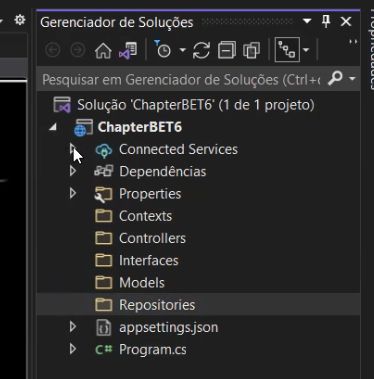 Gerenciador de Soluções
Pesquisar em Gerenciador de Soluções (Ctrl+
Solução 'ChapterBET6' (1 de 1 projeto)
ChapterBET6
Connected Services
Dependências
Properties
Contexts
Controllers
Interfaces
Models
Repositories
appsettings.json
C# Program.cs